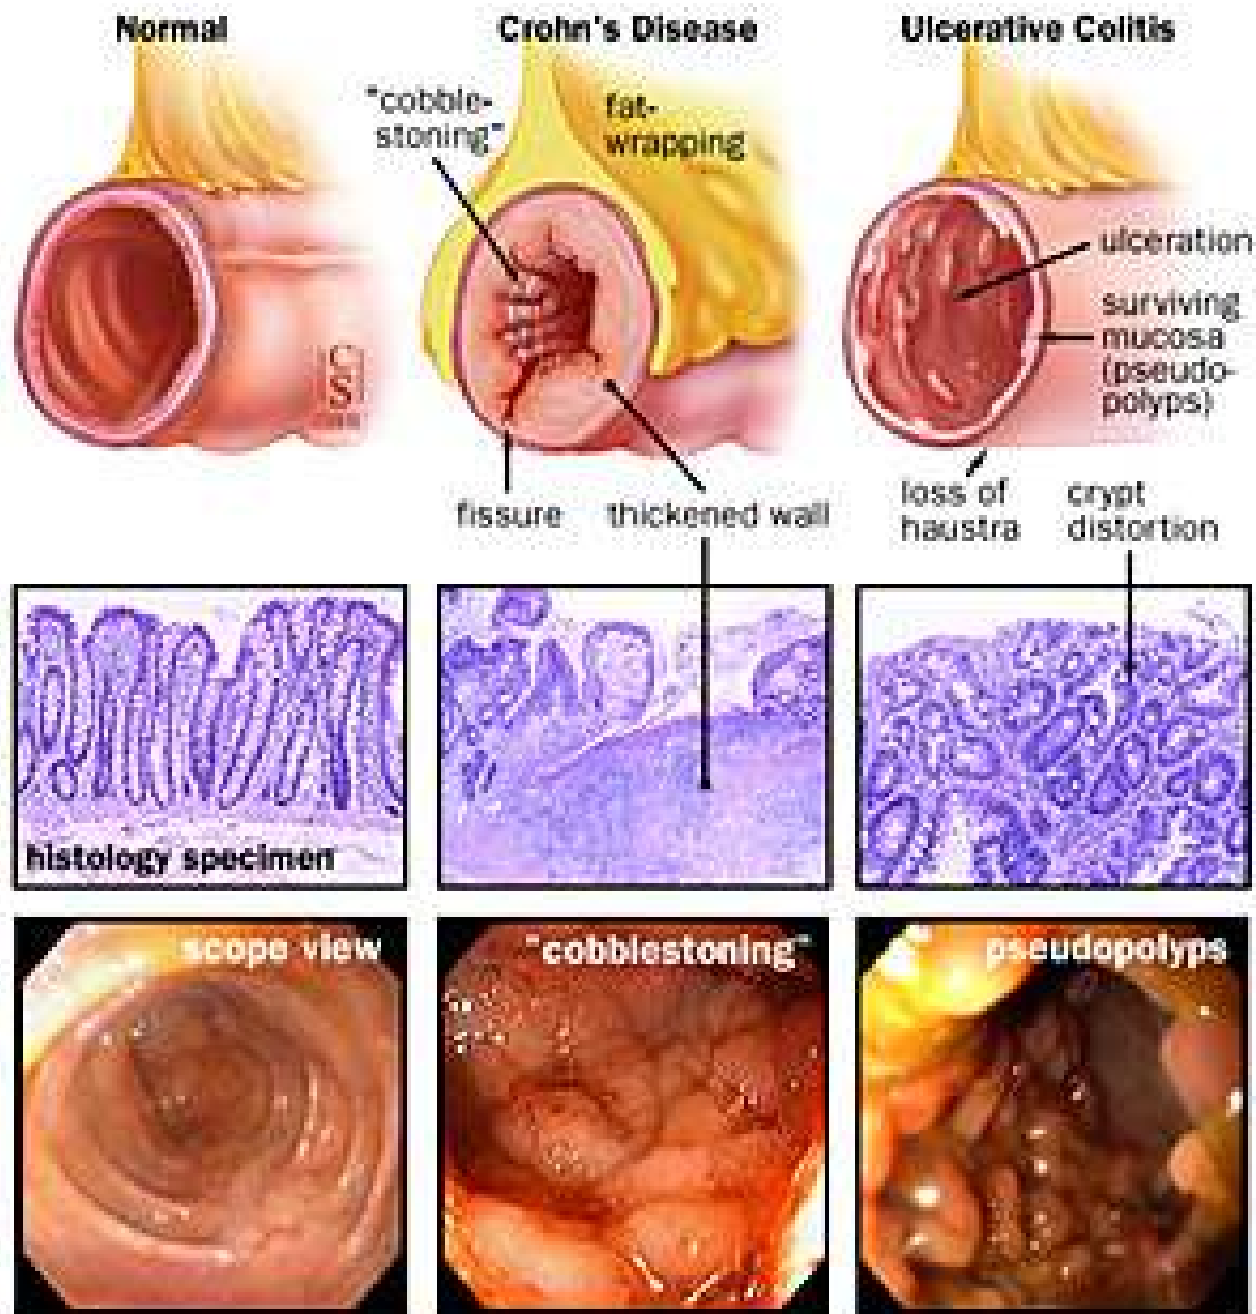 Normal
Crohn's Disease
Ulcerative Colitis
"cobble-
stoning"
fat-
wrapping
ulceration
surviving
mucosa
(pseudo-
polyps)
fissure
thickened wall
loss of
haustra
crypt
distortion
histology specimen
scope view
"cobblestoning"
pseudopolyps